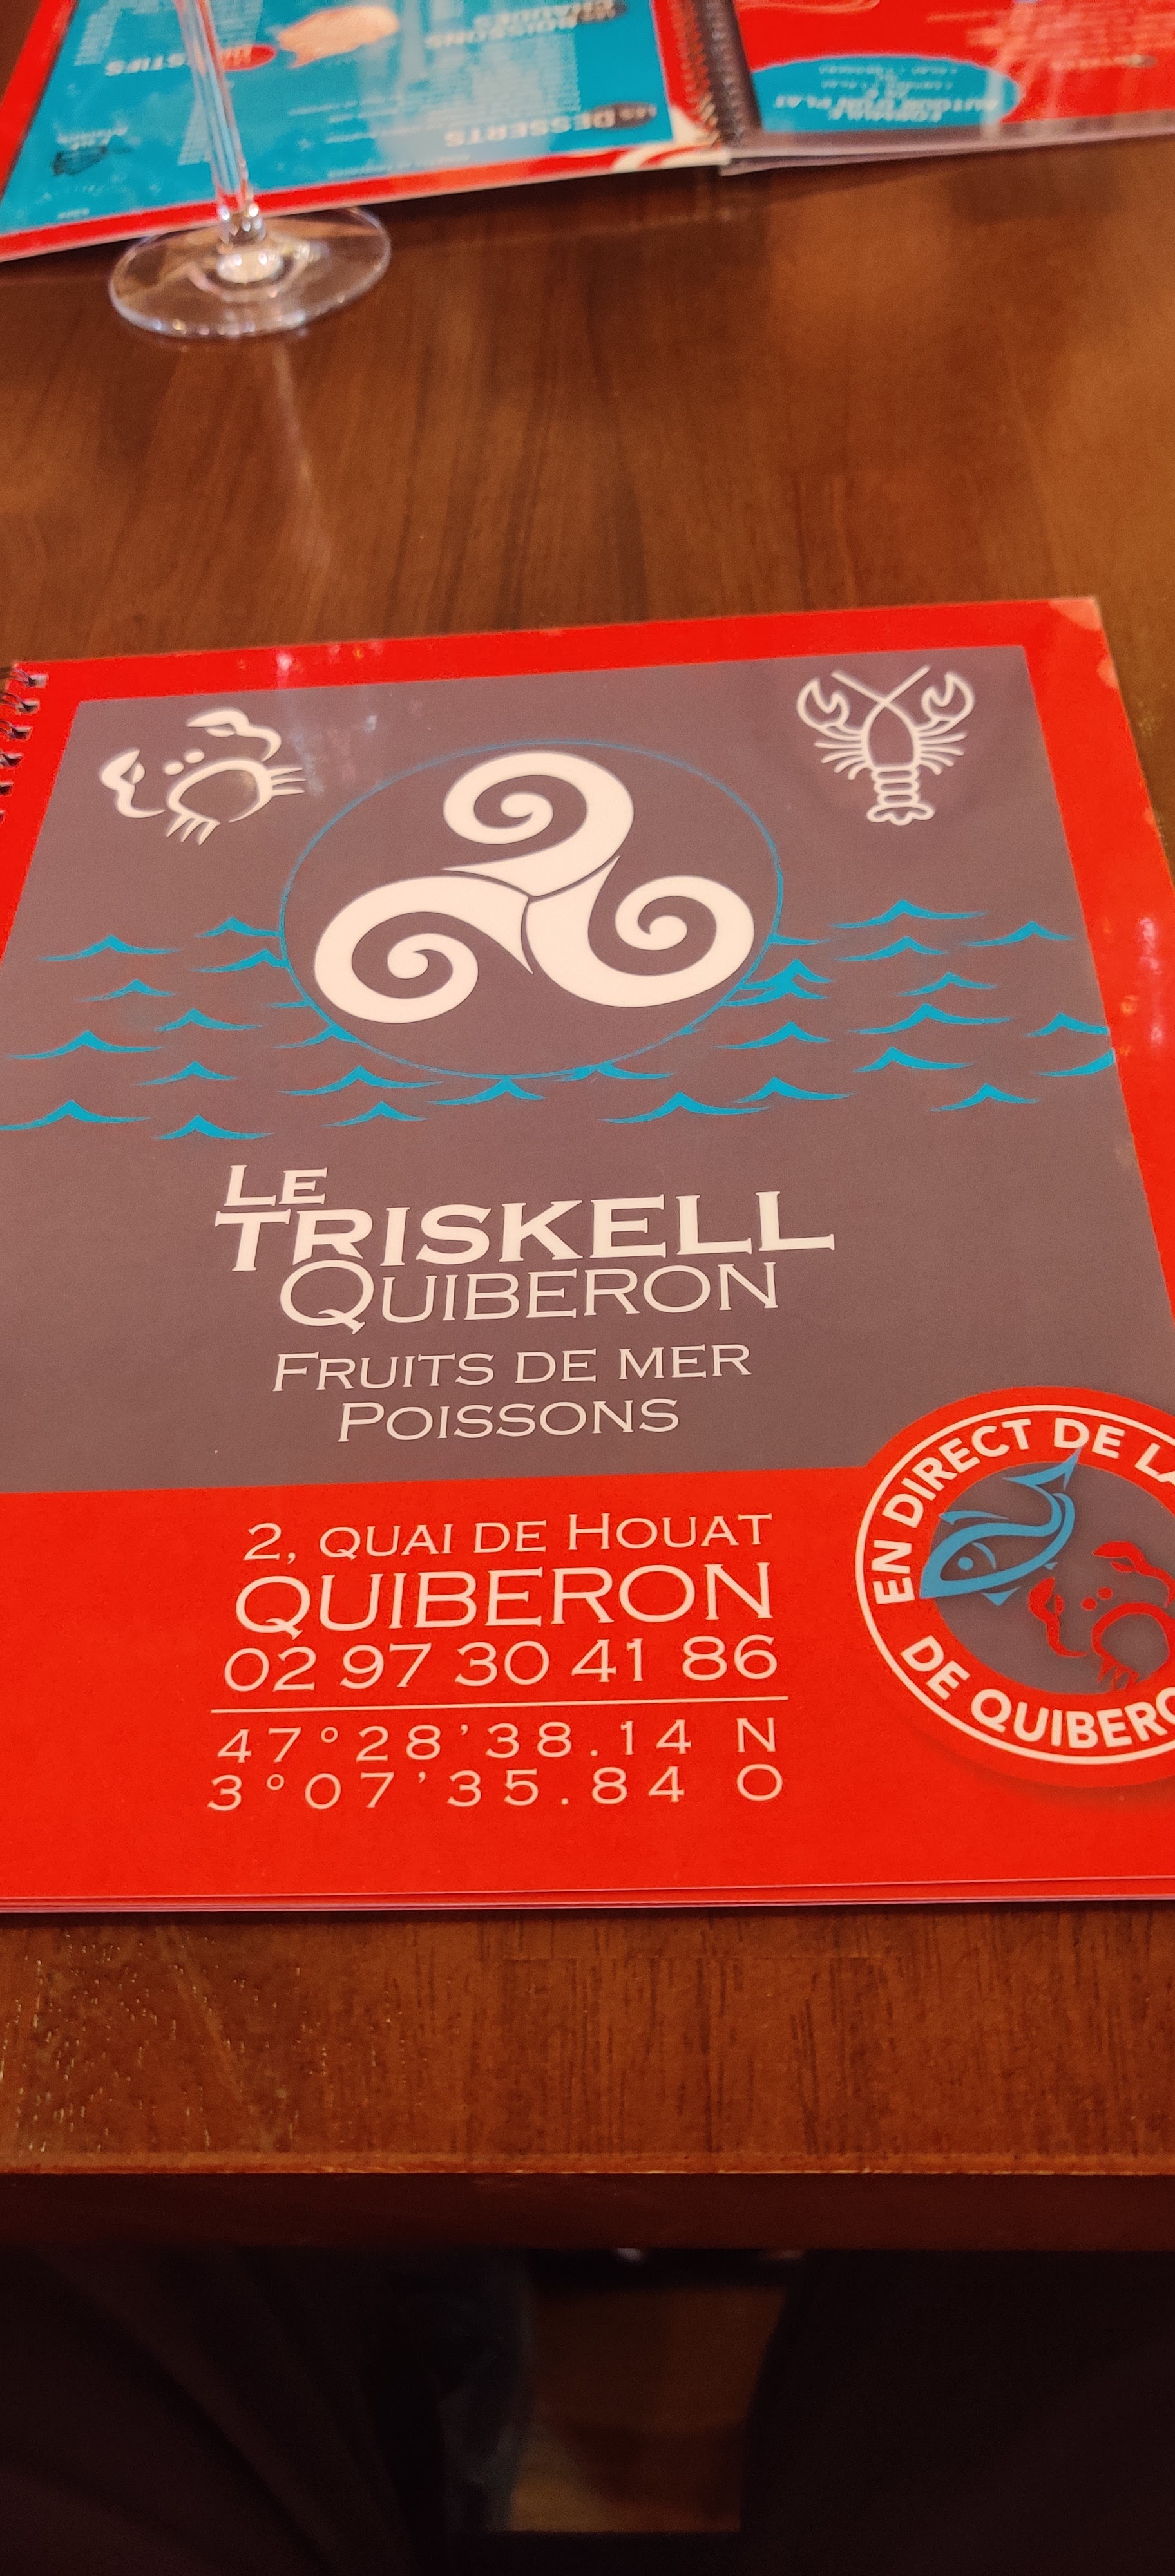 LES DESSERTS
LE
TRISKELL
QUIBERON
FRUITS DE MER
POISSONS
2, QUAI DE HOUAT
QUIBERON
02 97 30 41 86
47°28'38.14 N
3°07'35.84 O
EN DIRECT DE LA
DE QUIBERO